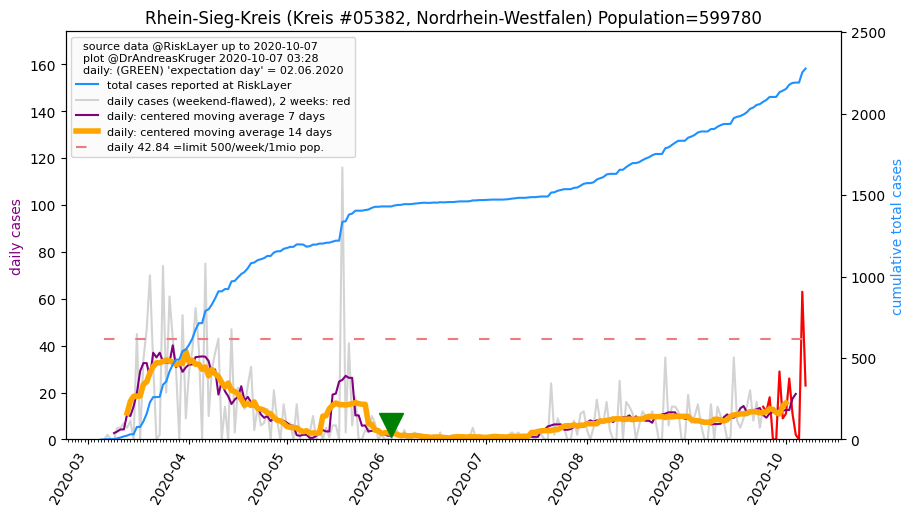 Rhein-Sieg-Kreis (Kreis #05382, Nordrhein-Westfalen) Population=599780
source data @RiskLayer up to 2020-10-07
plot @DrAndreasKruger 2020-10-07 03:28
daily: (GREEN) 'expectation day' = 02.06.2020
total cases reported at RiskLayer
daily cases (weekend-flawed), 2 weeks: red
daily: centered moving average 7 days
daily: centered moving average 14 days
daily 42.84 =limit 500/week/1mio pop.
daily cases
160
140
120
100
80
60
40
20
0
2500
2000
1500
1000
500
0
cumulative total cases
2020-03
2020-04
2020-05
2020-06
2020-07
2020-08
2020-09
2020-10